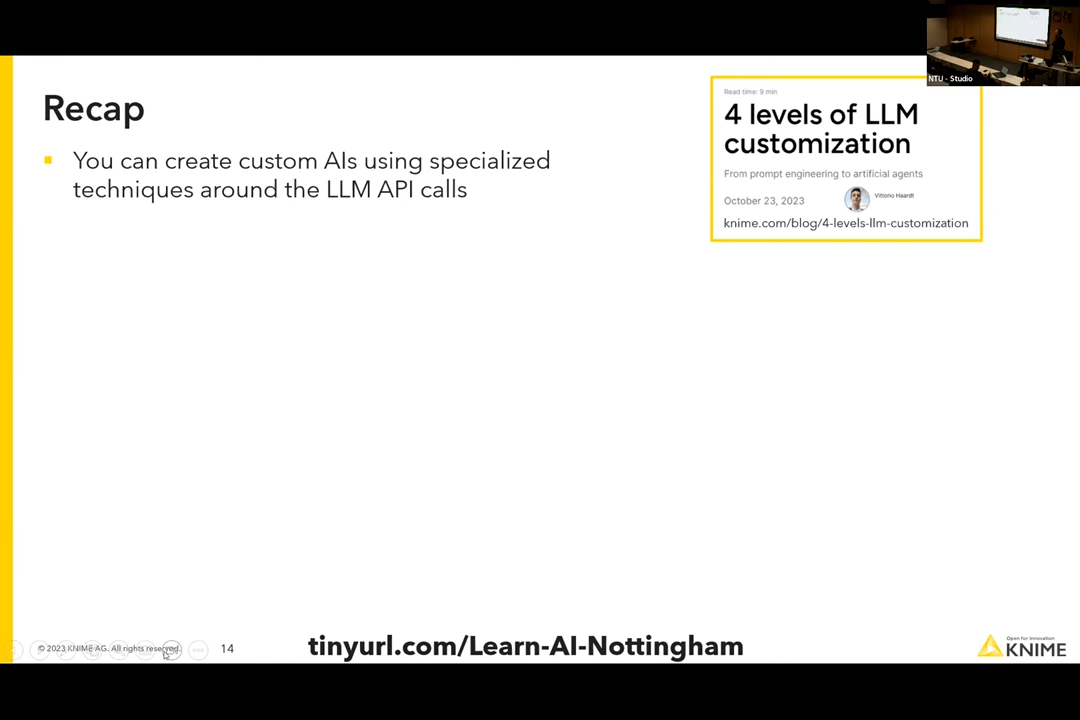 NTU - Studio
Recap
▪ You can create custom AIs using specialized
techniques around the LLM API calls
Read time: 9 min
4 levels of LLM
customization
From prompt engineering to artificial agents
October 23, 2023
Vittorio Haardt
knime.com/blog/4-levels-llm-customization
© 2023 KNIME AG. All rights reserved.
14
tinyurl.com/Learn-AI-Nottingham
Open for Innovation
KNIME